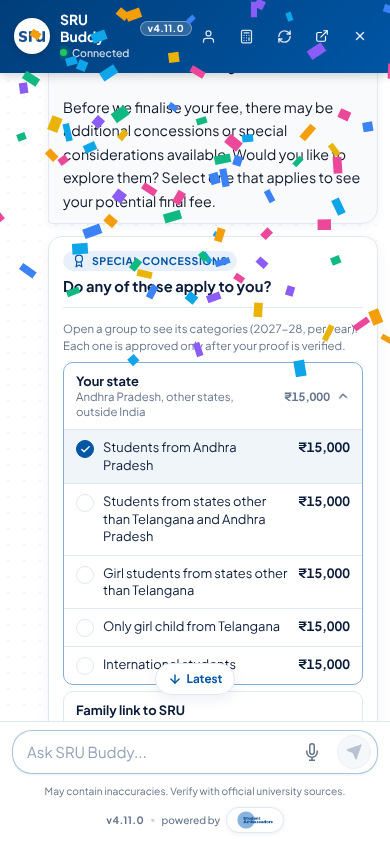 SRU
SRU
Buddy
v4.11.0
Connected
Before we finalise your fee, there may be
additional concessions or special
considerations available. Would you like to
explore them? Select one that applies to see
your potential final fee.
SPECIAL CONCESSIONS
Do any of these apply to you?
Open a group to see its categories (2027–28, per year).
Each one is approved only after your proof is verified.
Your state
Andhra Pradesh, other states,
outside India
₹15,000
Students from Andhra
Pradesh
₹15,000
Students from states other
than Telangana and Andhra
Pradesh
₹15,000
Girl students from states other
than Telangana
₹15,000
Only girl child from Telangana
₹15,000
International students
₹15,000
Latest
Family link to SRU
Ask SRU Buddy...
May contain inaccuracies. Verify with official university sources.
v4.11.0 • powered by
Student
Ambassadors